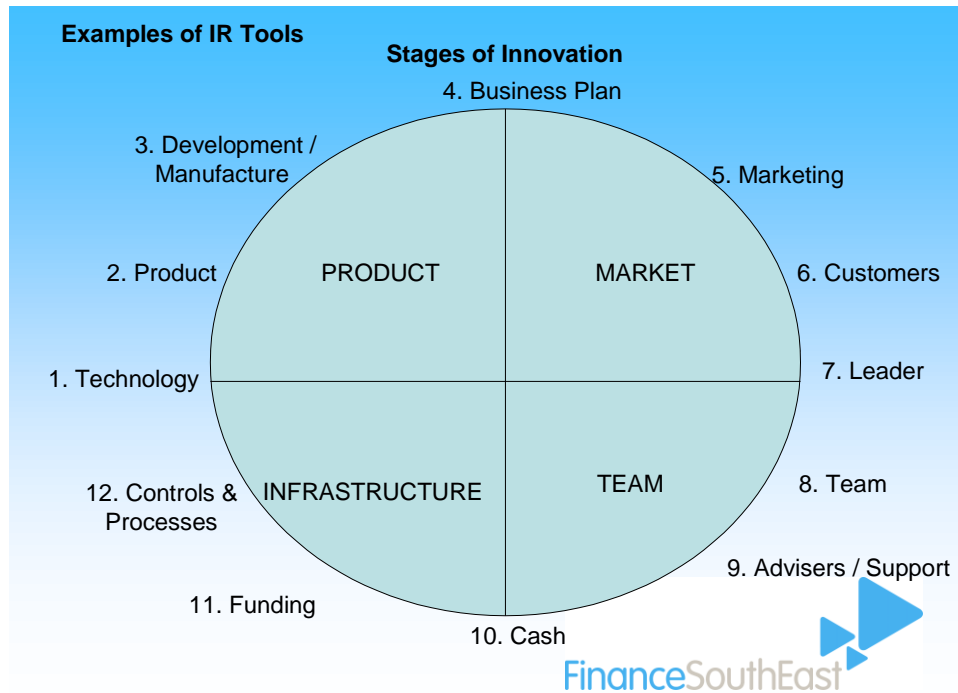 Examples of IR Tools
Stages of Innovation
4. Business Plan
3. Development /
Manufacture
5. Marketing
2. Product
PRODUCT
MARKET
6. Customers
1. Technology
7. Leader
12. Controls &
Processes
INFRASTRUCTURE
TEAM
8. Team
9. Advisers / Support
11. Funding
10. Cash
FinanceSouthEast